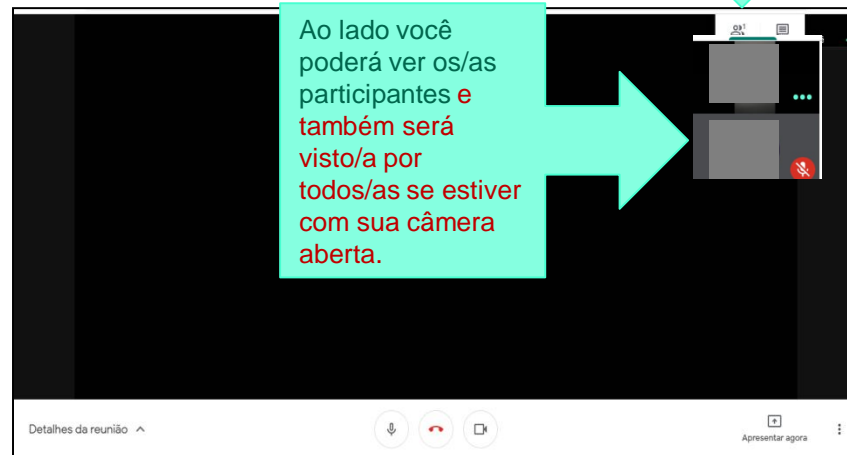 Ao lado você
poderá ver os/as
participantes e
também será
visto/a por
todos/as se estiver
com sua câmera
aberta.
Detalhes da reunião
Apresentar agora